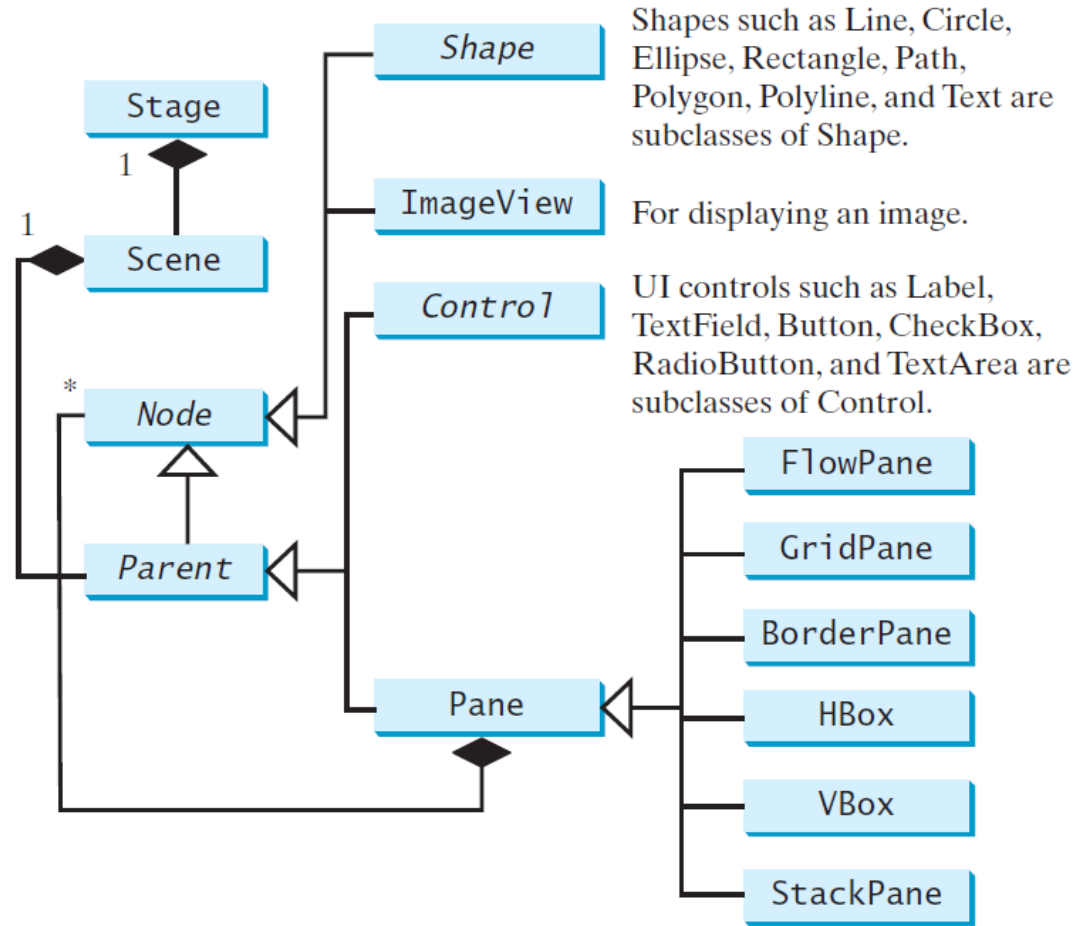 Shape
Shapes such as Line, Circle,
Ellipse, Rectangle, Path,
Polygon, Polyline, and Text are
subclasses of Shape.
Stage
1
ImageView
For displaying an image.
1
Scene
Control
UI controls such as Label,
TextField, Button, CheckBox,
RadioButton, and TextArea are
subclasses of Control.
*
Node
FlowPane
GridPane
Parent
BorderPane
Pane
HBox
VBox
StackPane